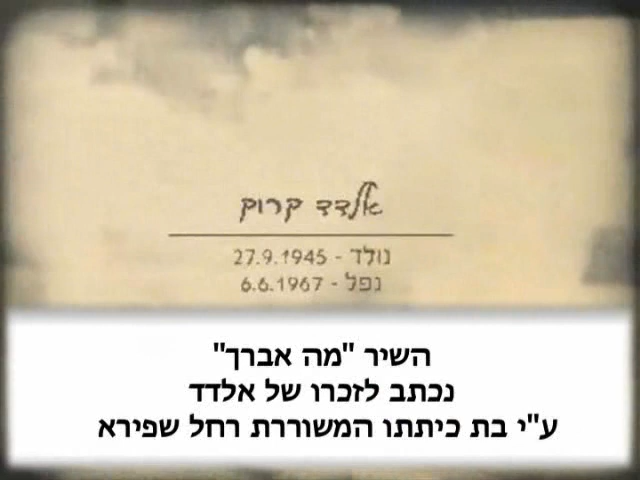 אלדד קרוק
נולד - 27.9.1945
נפל - 6.6.1967
השיר "מה אברך"
נכתב לזכרו של אלדד
ע"י בת כיתתו המשוררת רחל שפירא